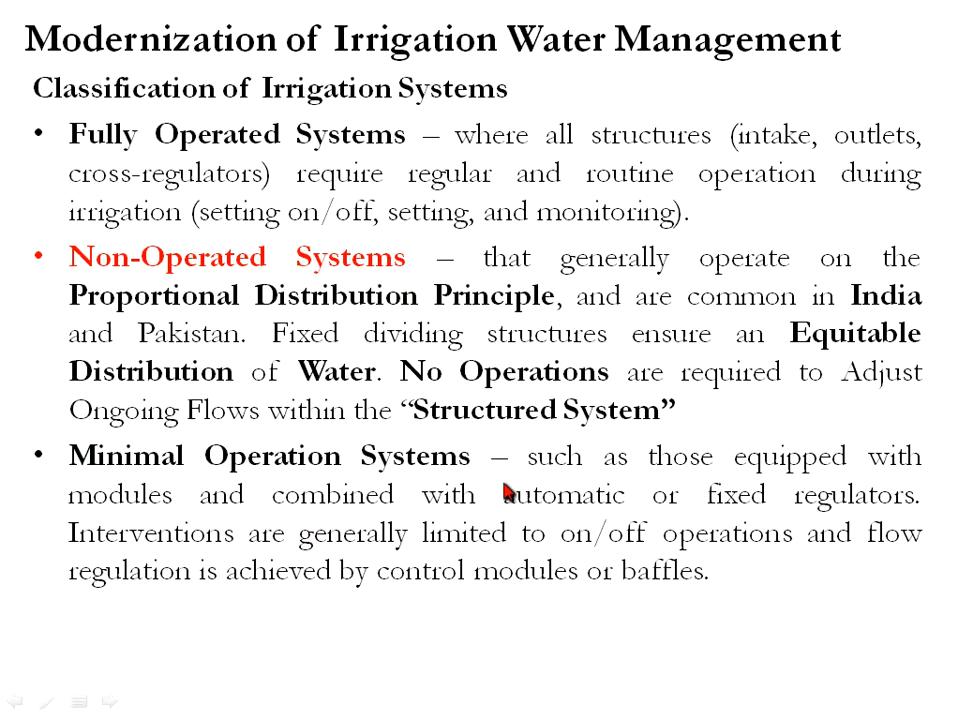 Modernization of Irrigation Water Management
Classification of Irrigation Systems
• Fully Operated Systems – where all structures (intake, outlets,
cross-regulators) require regular and routine operation during
irrigation (setting on/off, setting, and monitoring).
• Non-Operated Systems – that generally operate on the
Proportional Distribution Principle, and are common in India
and Pakistan. Fixed dividing structures ensure an Equitable
Distribution of Water. No Operations are required to Adjust
Ongoing Flows within the “Structured System”
• Minimal Operation Systems – such as those equipped with
modules and combined with automatic or fixed regulators.
Interventions are generally limited to on/off operations and flow
regulation is achieved by control modules or baffles.